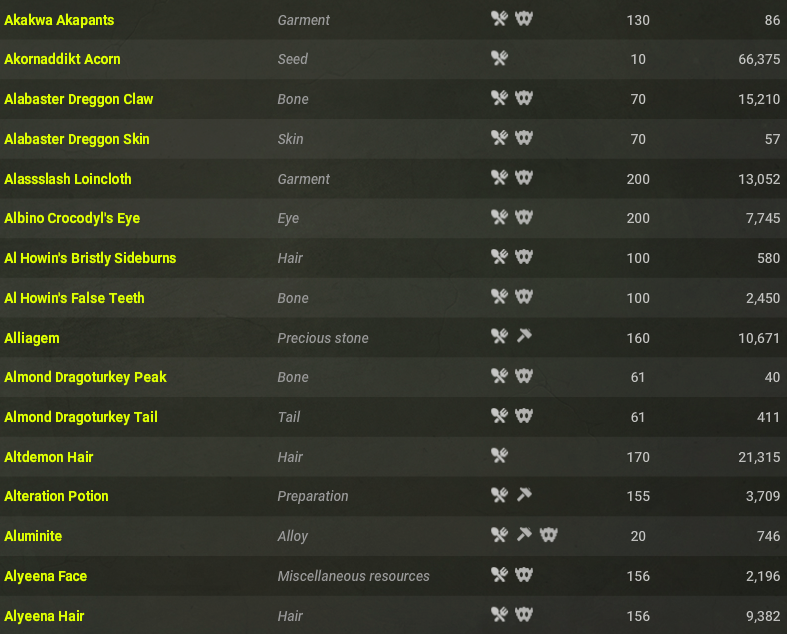 Akakwa Akapants Garment 130 86
Akornaddikt Acorn Seed 10 66,375
Alabaster Dreggon Claw Bone 70 15,210
Alabaster Dreggon Skin Skin 70 57
Alassslash Loincloth Garment 200 13,052
Albino Crocodyl's Eye Eye 200 7,745
Al Howin's Bristly Sideburns Hair 100 580
Al Howin's False Teeth Bone 100 2,450
Alliagem Precious stone 160 10,671
Almond Dragoturkey Peak Bone 61 40
Almond Dragoturkey Tail Tail 61 411
Altdemon Hair Hair 170 21,315
Alteration Potion Preparation 155 3,709
Aluminite Alloy 20 746
Alyeena Face Miscellaneous resources 156 2,196
Alyeena Hair Hair 156 9,382